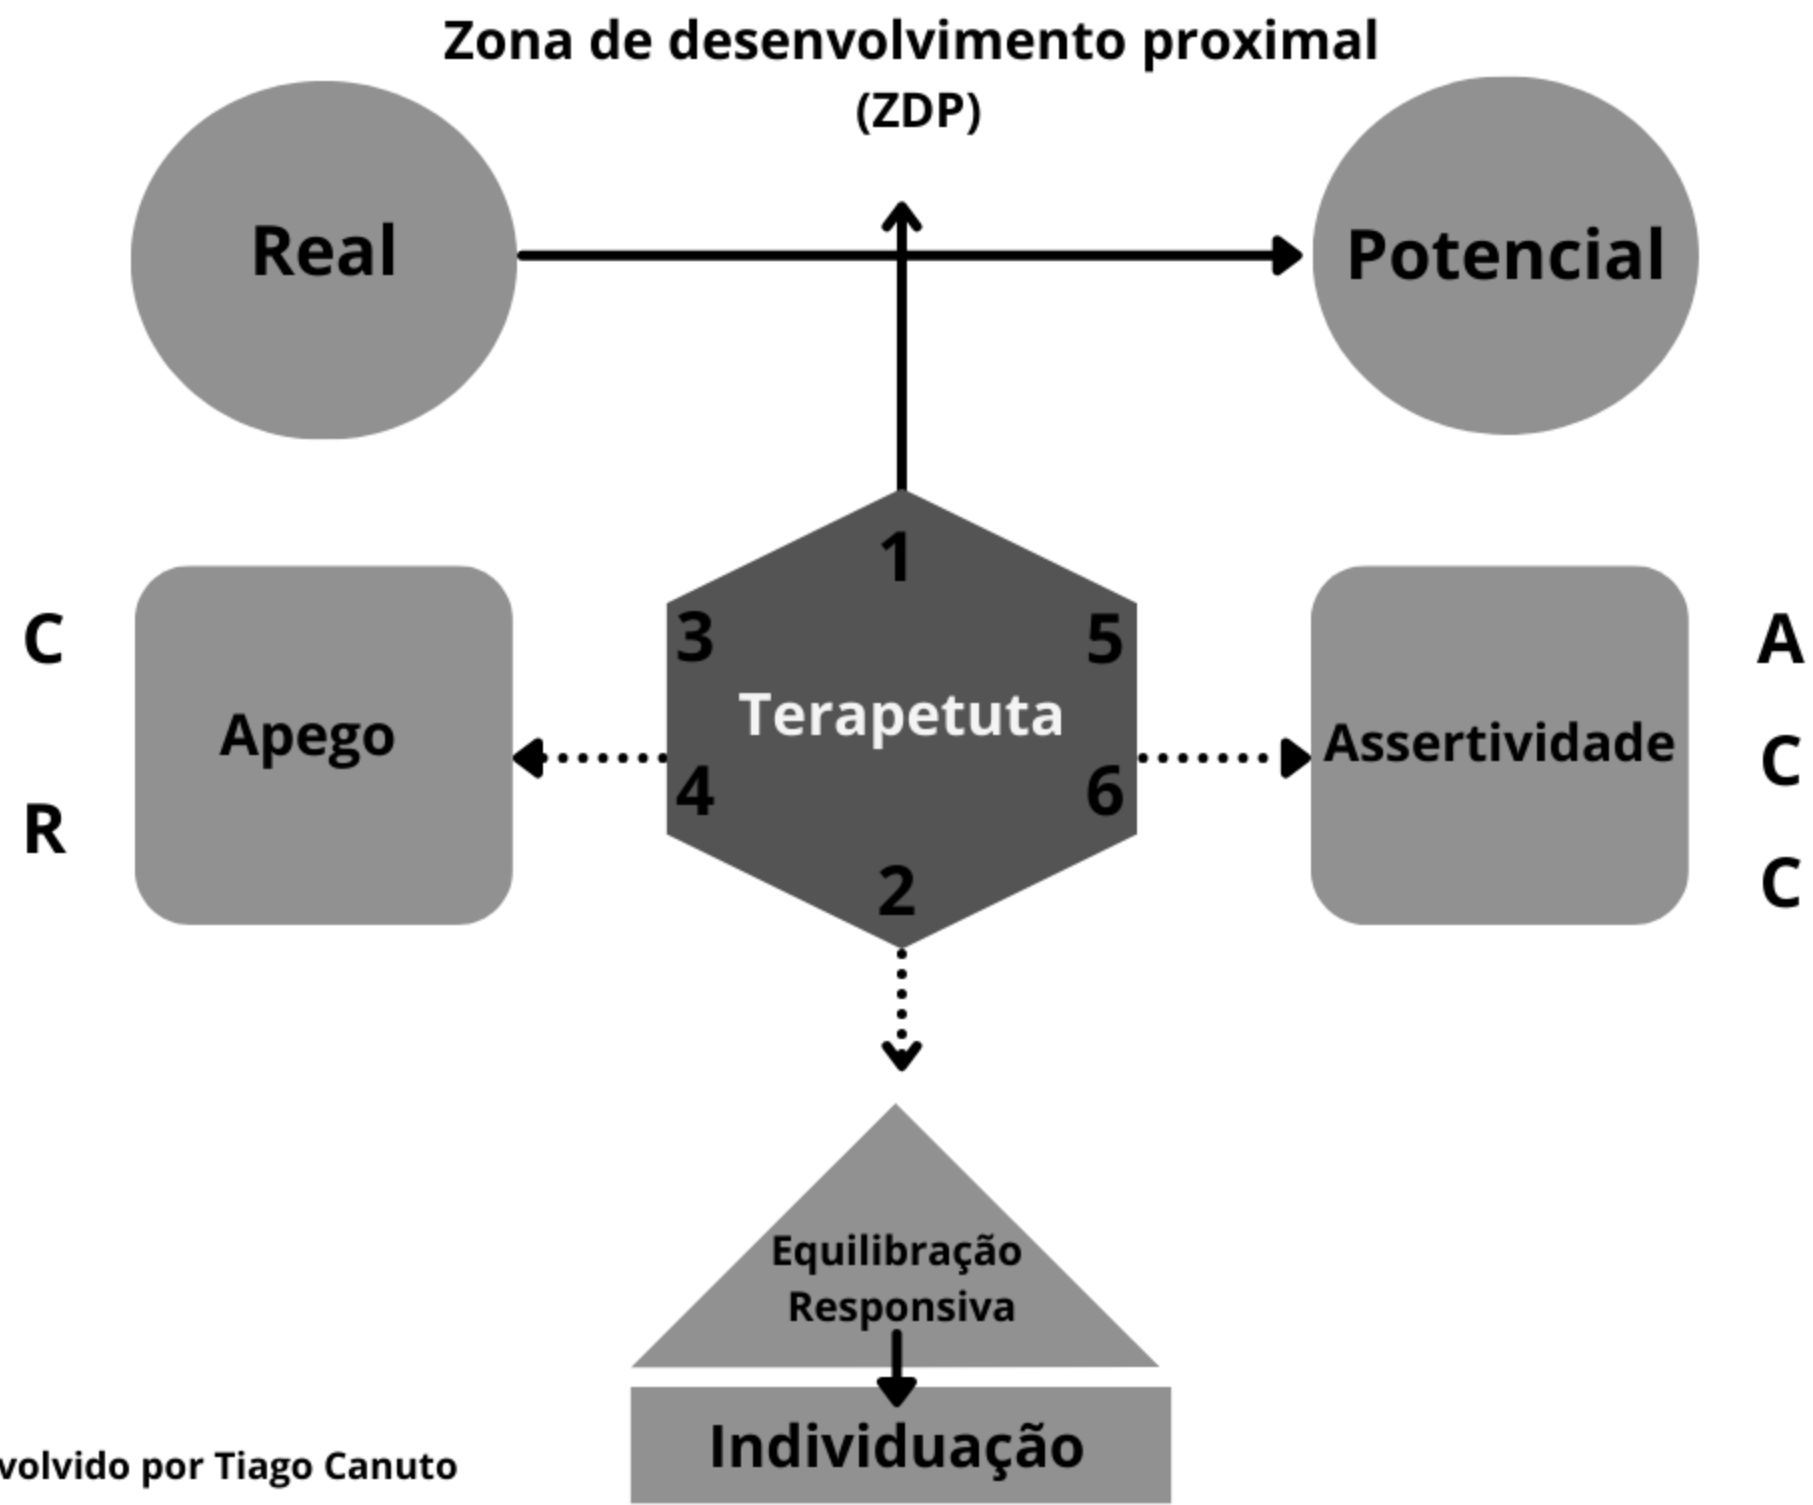 Zona de desenvolvimento proximal
(ZDP)
Real
Potencial
1
3
5
C
A
Terapetuta
Apego
Assertividade
C
4
6
R
2
C
Equilibração
Responsiva
Individuação
volvido por Tiago Canuto